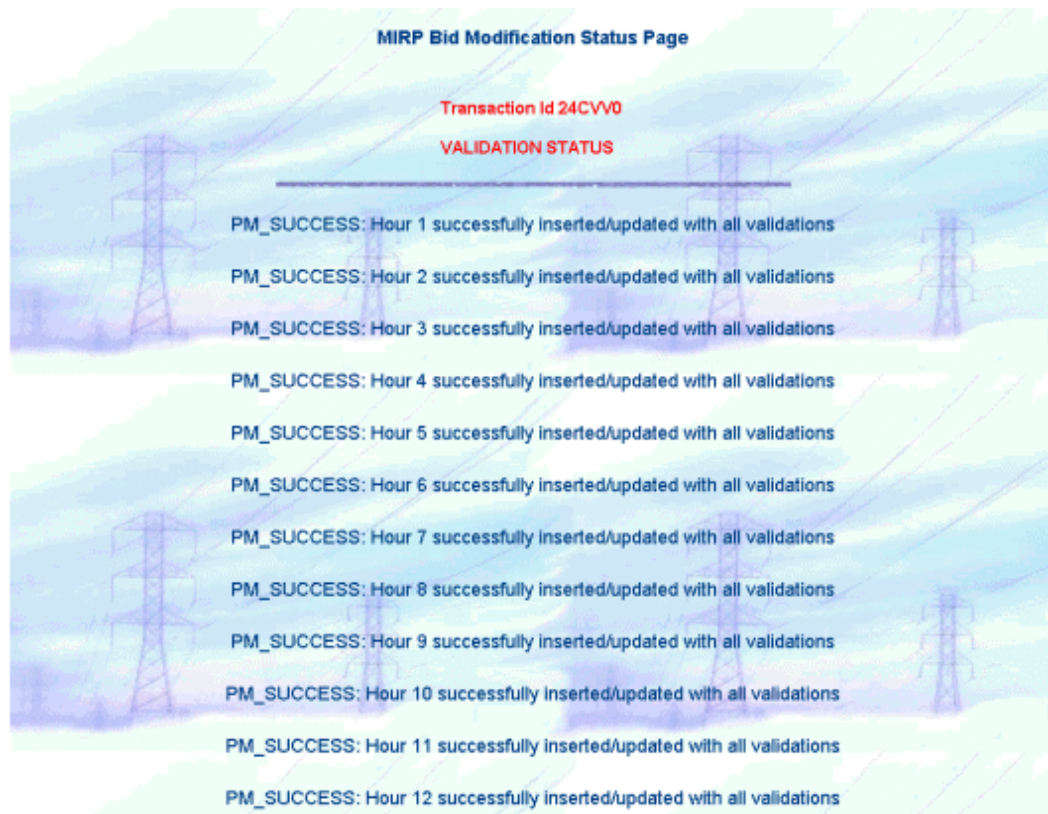 MIRP Bid Modification Status Page
Transaction Id 24CVV0
VALIDATION STATUS
PM_SUCCESS: Hour 1 successfully inserted/updated with all validations
PM_SUCCESS: Hour 2 successfully inserted/updated with all validations
PM_SUCCESS: Hour 3 successfully inserted/updated with all validations
PM_SUCCESS: Hour 4 successfully inserted/updated with all validations
PM_SUCCESS: Hour 5 successfully inserted/updated with all validations
PM_SUCCESS: Hour 6 successfully inserted/updated with all validations
PM_SUCCESS: Hour 7 successfully inserted/updated with all validations
PM_SUCCESS: Hour 8 successfully inserted/updated with all validations
PM_SUCCESS: Hour 9 successfully inserted/updated with all validations
PM_SUCCESS: Hour 10 successfully inserted/updated with all validations
PM_SUCCESS: Hour 11 successfully inserted/updated with all validations
PM_SUCCESS: Hour 12 successfully inserted/updated with all validations